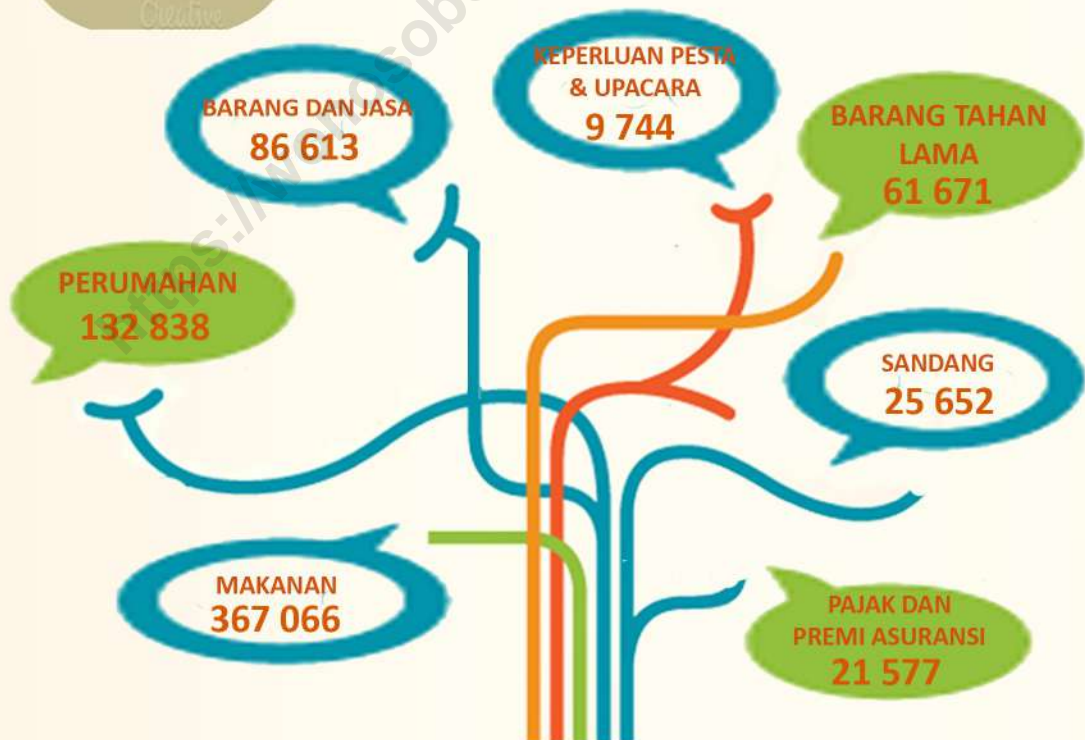 Creative
BARANG DAN JASA
86 613
KEPERLUAN PESTA
& UPACARA
9 744
BARANG TAHAN
LAMA
61 671
PERUMAHAN
132 838
SANDANG
25 652
MAKANAN
367 066
PAJAK DAN
PREMI ASURANSI
21 577